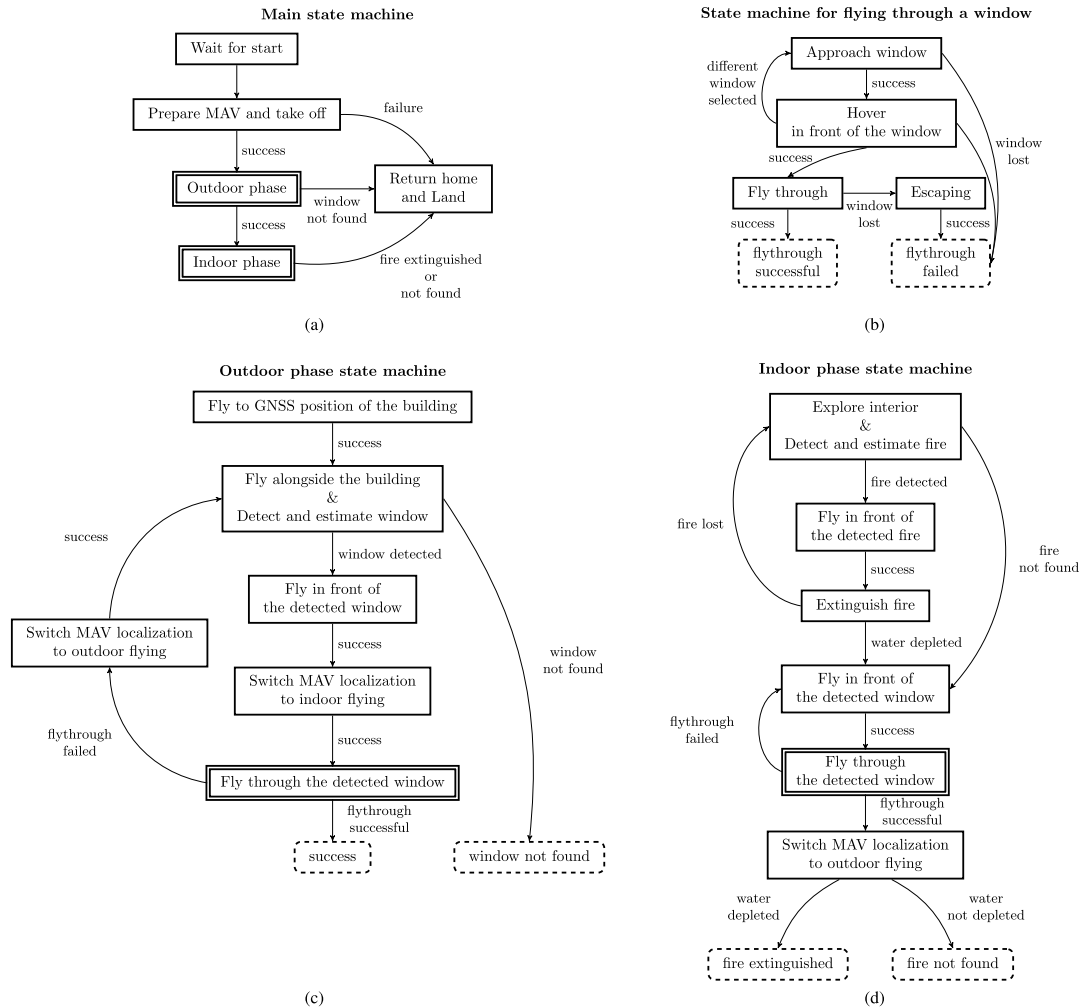 Main state machine
Wait for start
Prepare MAV and take off
failure
success
Outdoor phase
window
not found
Return home
and Land
success
Indoor phase
fire extinguished
or
not found
(a)
State machine for flying through a window
Approach window
different
window
selected
success
Hover
in front of the window
window
lost
success
Fly through
window
lost
Escaping
success
success
flythrough
successful
flythrough
failed
(b)
Outdoor phase state machine
Fly to GNSS position of the building
success
Fly alongside the building
&
Detect and estimate window
success
window detected
Fly in front of
the detected window
Switch MAV localization
to outdoor flying
success
window
not found
Switch MAV localization
to indoor flying
success
flythrough
failed
Fly through the detected window
flythrough
successful
success
window not found
(c)
Indoor phase state machine
Explore interior
&
Detect and estimate fire
fire detected
fire lost
Fly in front of
the detected fire
fire
not found
success
Extinguish fire
water depleted
Fly in front of
the detected window
flythrough
failed
success
Fly through
the detected window
flythrough
successful
Switch MAV localization
to outdoor flying
water
depleted
water
not depleted
fire extinguished
fire not found
(d)